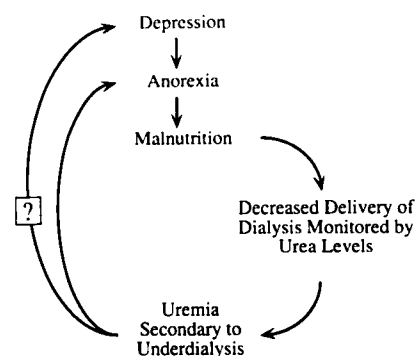 Depression
Anorexia
Malnutrition
?
Decreased Delivery of
Dialysis Monitored by
Urea Levels
Uremia
Secondary to
Underdialysis